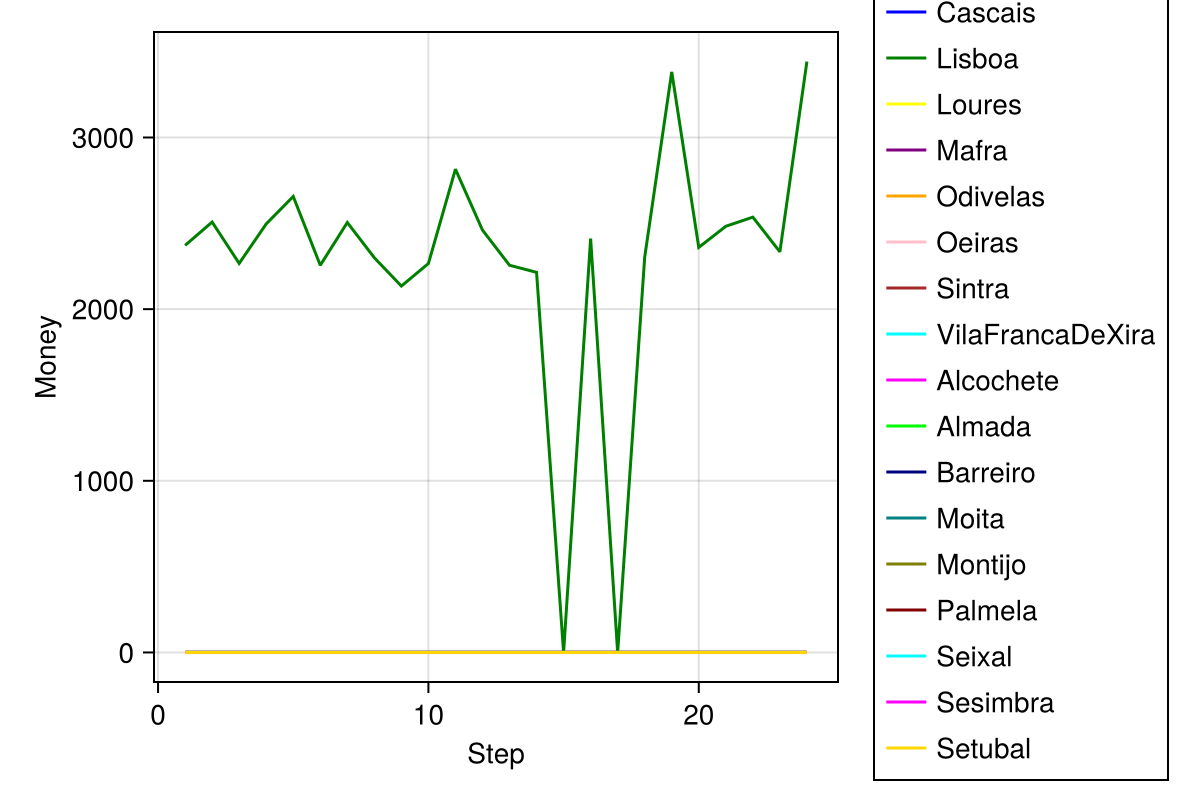 3000
2000
1000
0
0
10
20
Money
Step
Cascais
Lisboa
Loures
Mafra
Odivelas
Oeiras
Sintra
VilaFrancaDeXira
Alcochete
Almada
Barreiro
Moita
Montijo
Palmela
Seixal
Sesimbra
Setubal